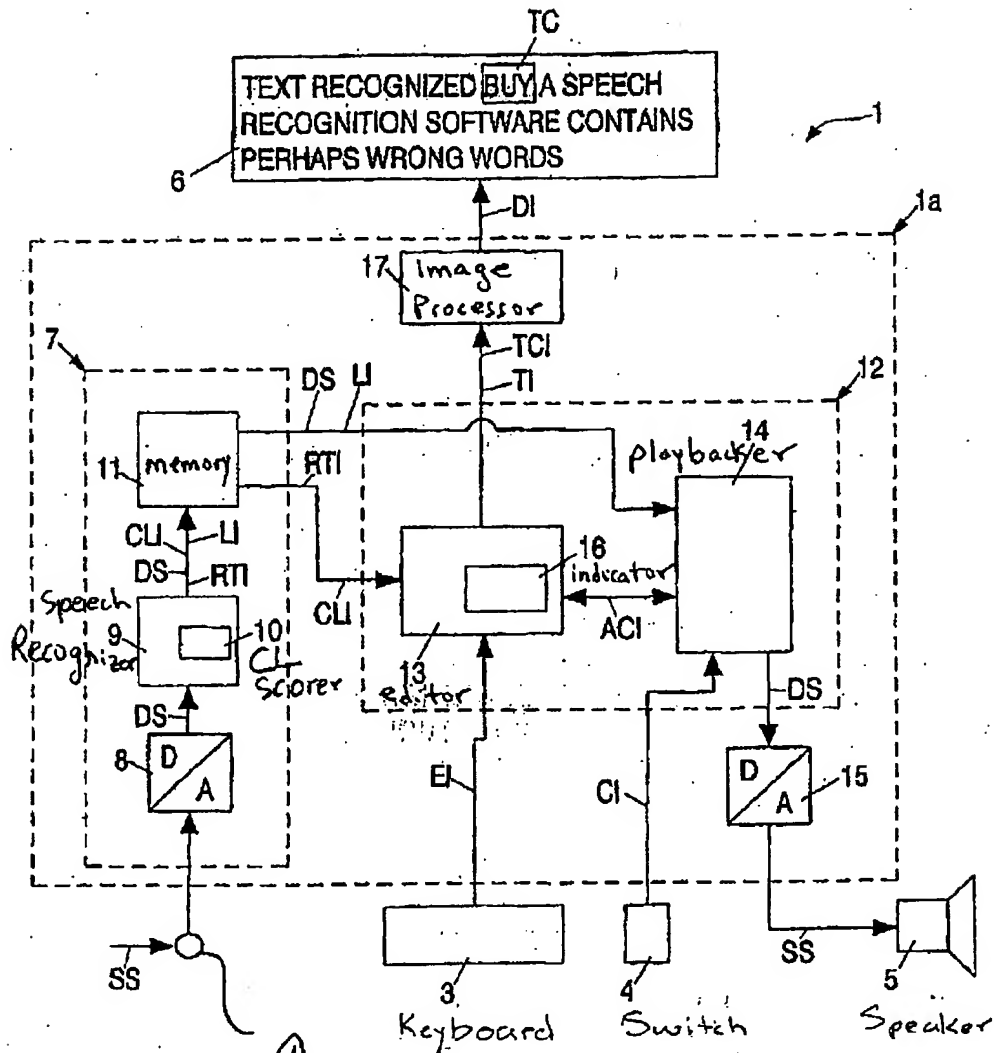 TC
TEXT RECOGNIZED BUY A SPEECH
RECOGNITION SOFTWARE CONTAINS
PERHAPS WRONG WORDS
6
1
DI
1a
17
Image
Processor
7
TCI
TI
12
DS
LI
14
playbacker
11
memory
RTI
CLI
LI
DS
RTI
16
indicator
Speech
Recognizor
9
10
CL
Scorer
CLI
ACI
13
editor
DS
DS
8
D
A
EI
CI
D
A
15
SS
3
4
SS
5
Keyboard
Switch
Speaker